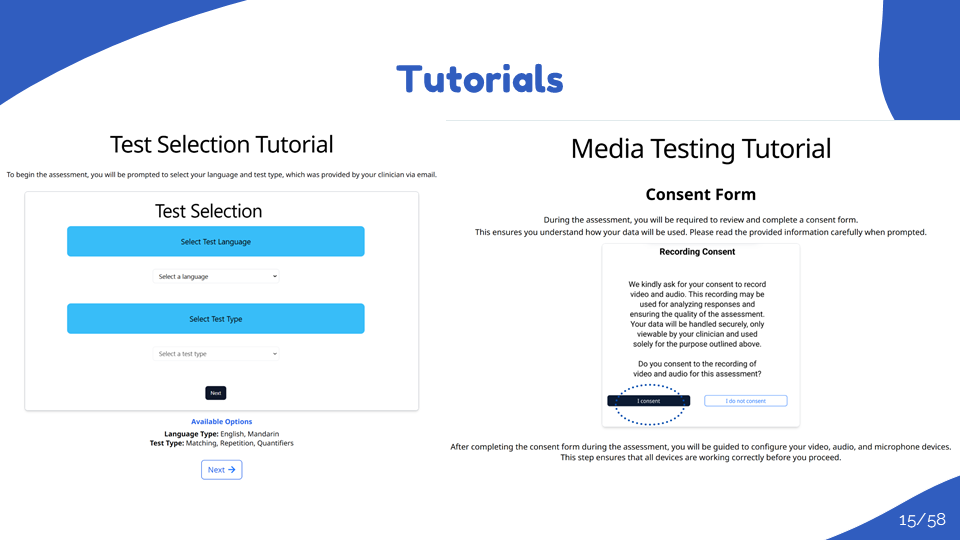 Tutorials
Test Selection Tutorial
To begin the assessment, you will be prompted to select your language and test type, which was provided by your clinician via email.
Test Selection
Select Test Language
Select a language
Select Test Type
Select a test type
Next
Available Options
Language Type: English, Mandarin
Test Type: Matching, Repetition, Quantifiers
Next →
Media Testing Tutorial
Consent Form
During the assessment, you will be required to review and complete a consent form.
This ensures you understand how your data will be used. Please read the provided information carefully when prompted.
Recording Consent
We kindly ask for your consent to record
video and audio. This recording may be
used for analyzing responses and
ensuring the quality of the assessment.
Your data will be handled securely, only
viewable by your clinician and used
solely for the purpose outlined above.
Do you consent to the recording of
video and audio for this assessment?
I consent
I do not consent
After completing the consent form during the assessment, you will be guided to configure your video, audio, and microphone devices.
This step ensures that all devices are working correctly before you proceed.
15/58